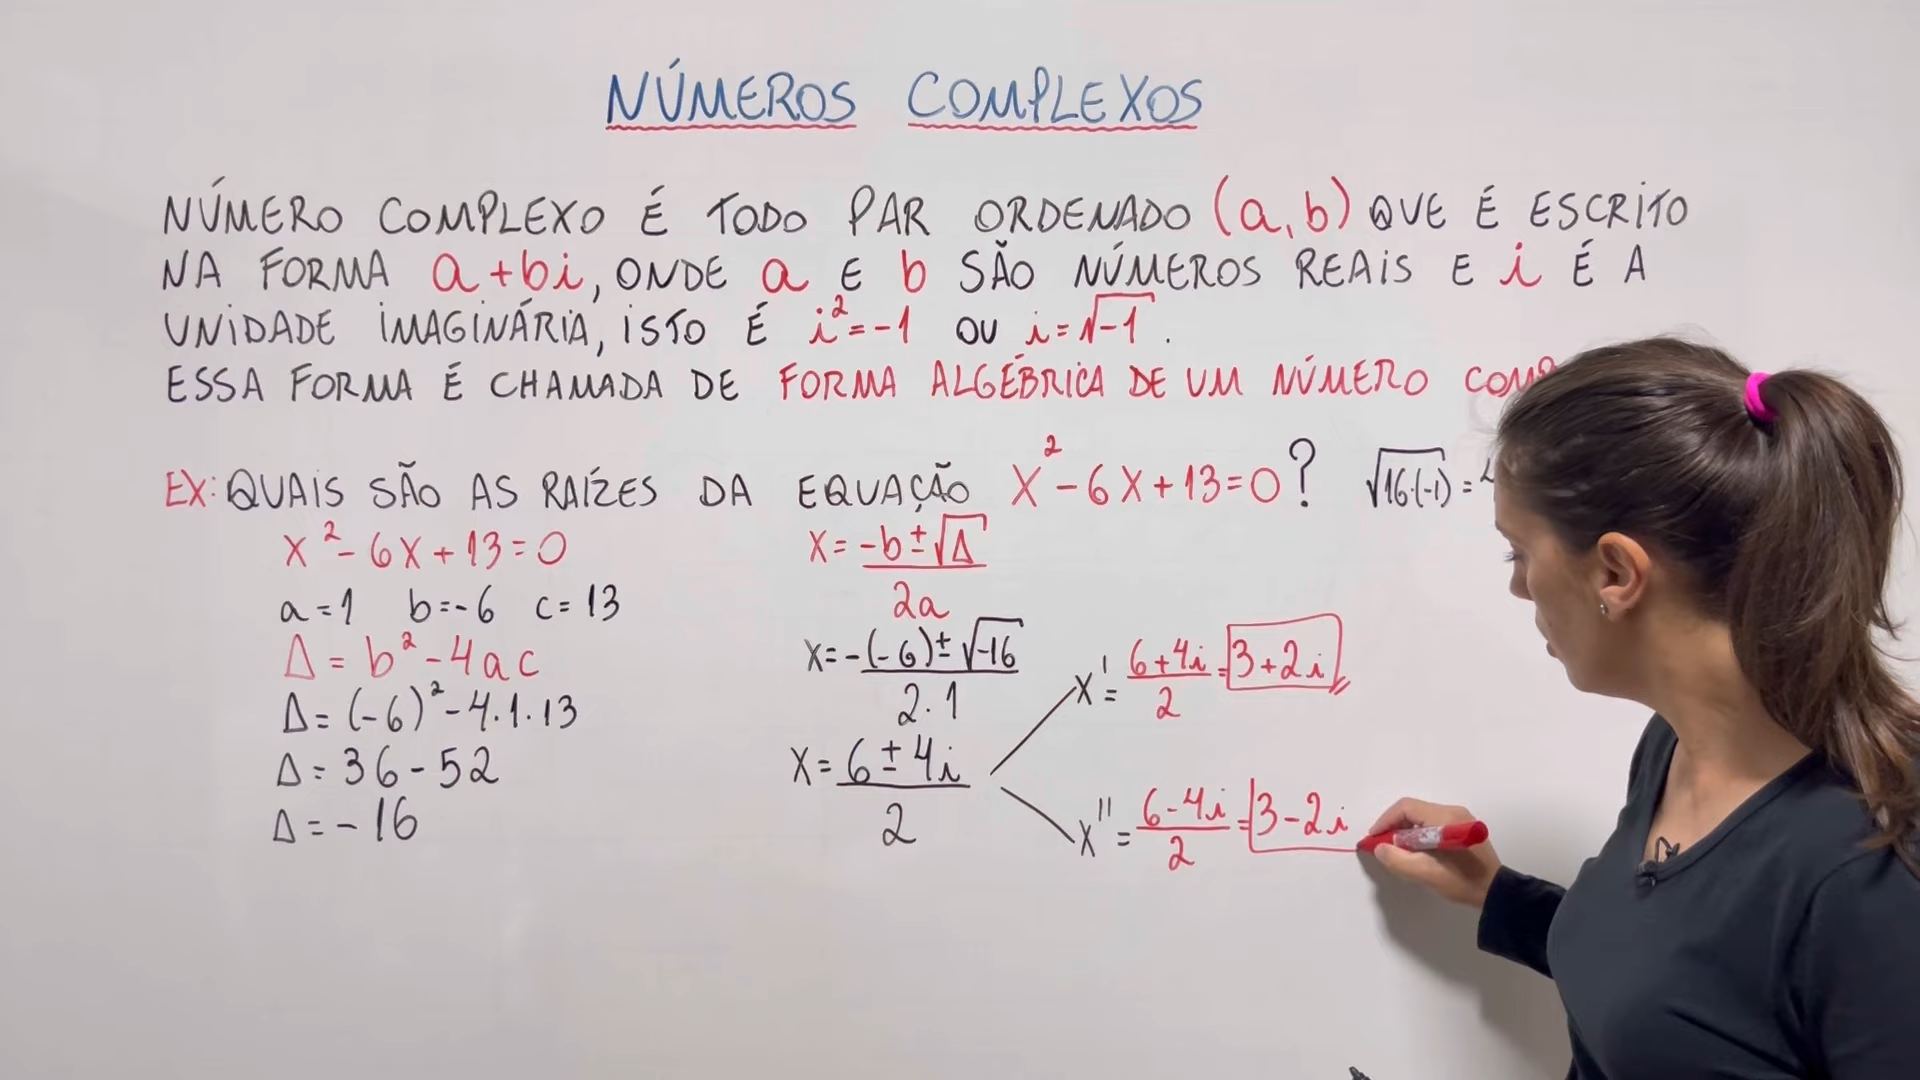 NÚMEROS COMPLEXOS
NÚMERO COMPLEXO É TODO PAR ORDENADO (a,b) QUE É ESCRITO
NA FORMA a+bi, ONDE a E b SÃO NÚMEROS REAIS E i É A
UNIDADE IMAGINÁRIA, ISTO É i²=-1 OU i=√-1.
ESSA FORMA É CHAMADA DE FORMA ALGÉBRICA DE UM NÚMERO
EX: QUAIS SÃO AS RAÍZES DA EQUAÇÃO X²-6X+13=0? √16·(-1) =
X²-6X+13=0
a=1 b=-6 c=13
Δ=b²-4ac
Δ=(-6)²-4·1·13
Δ=36-52
Δ=-16
X=-b±√Δ
2a
X=-(-6)±√-16
2·1
X=6±4i
2
X'=6+4i=3+2i
2
X''=6-4i=3-2i
2